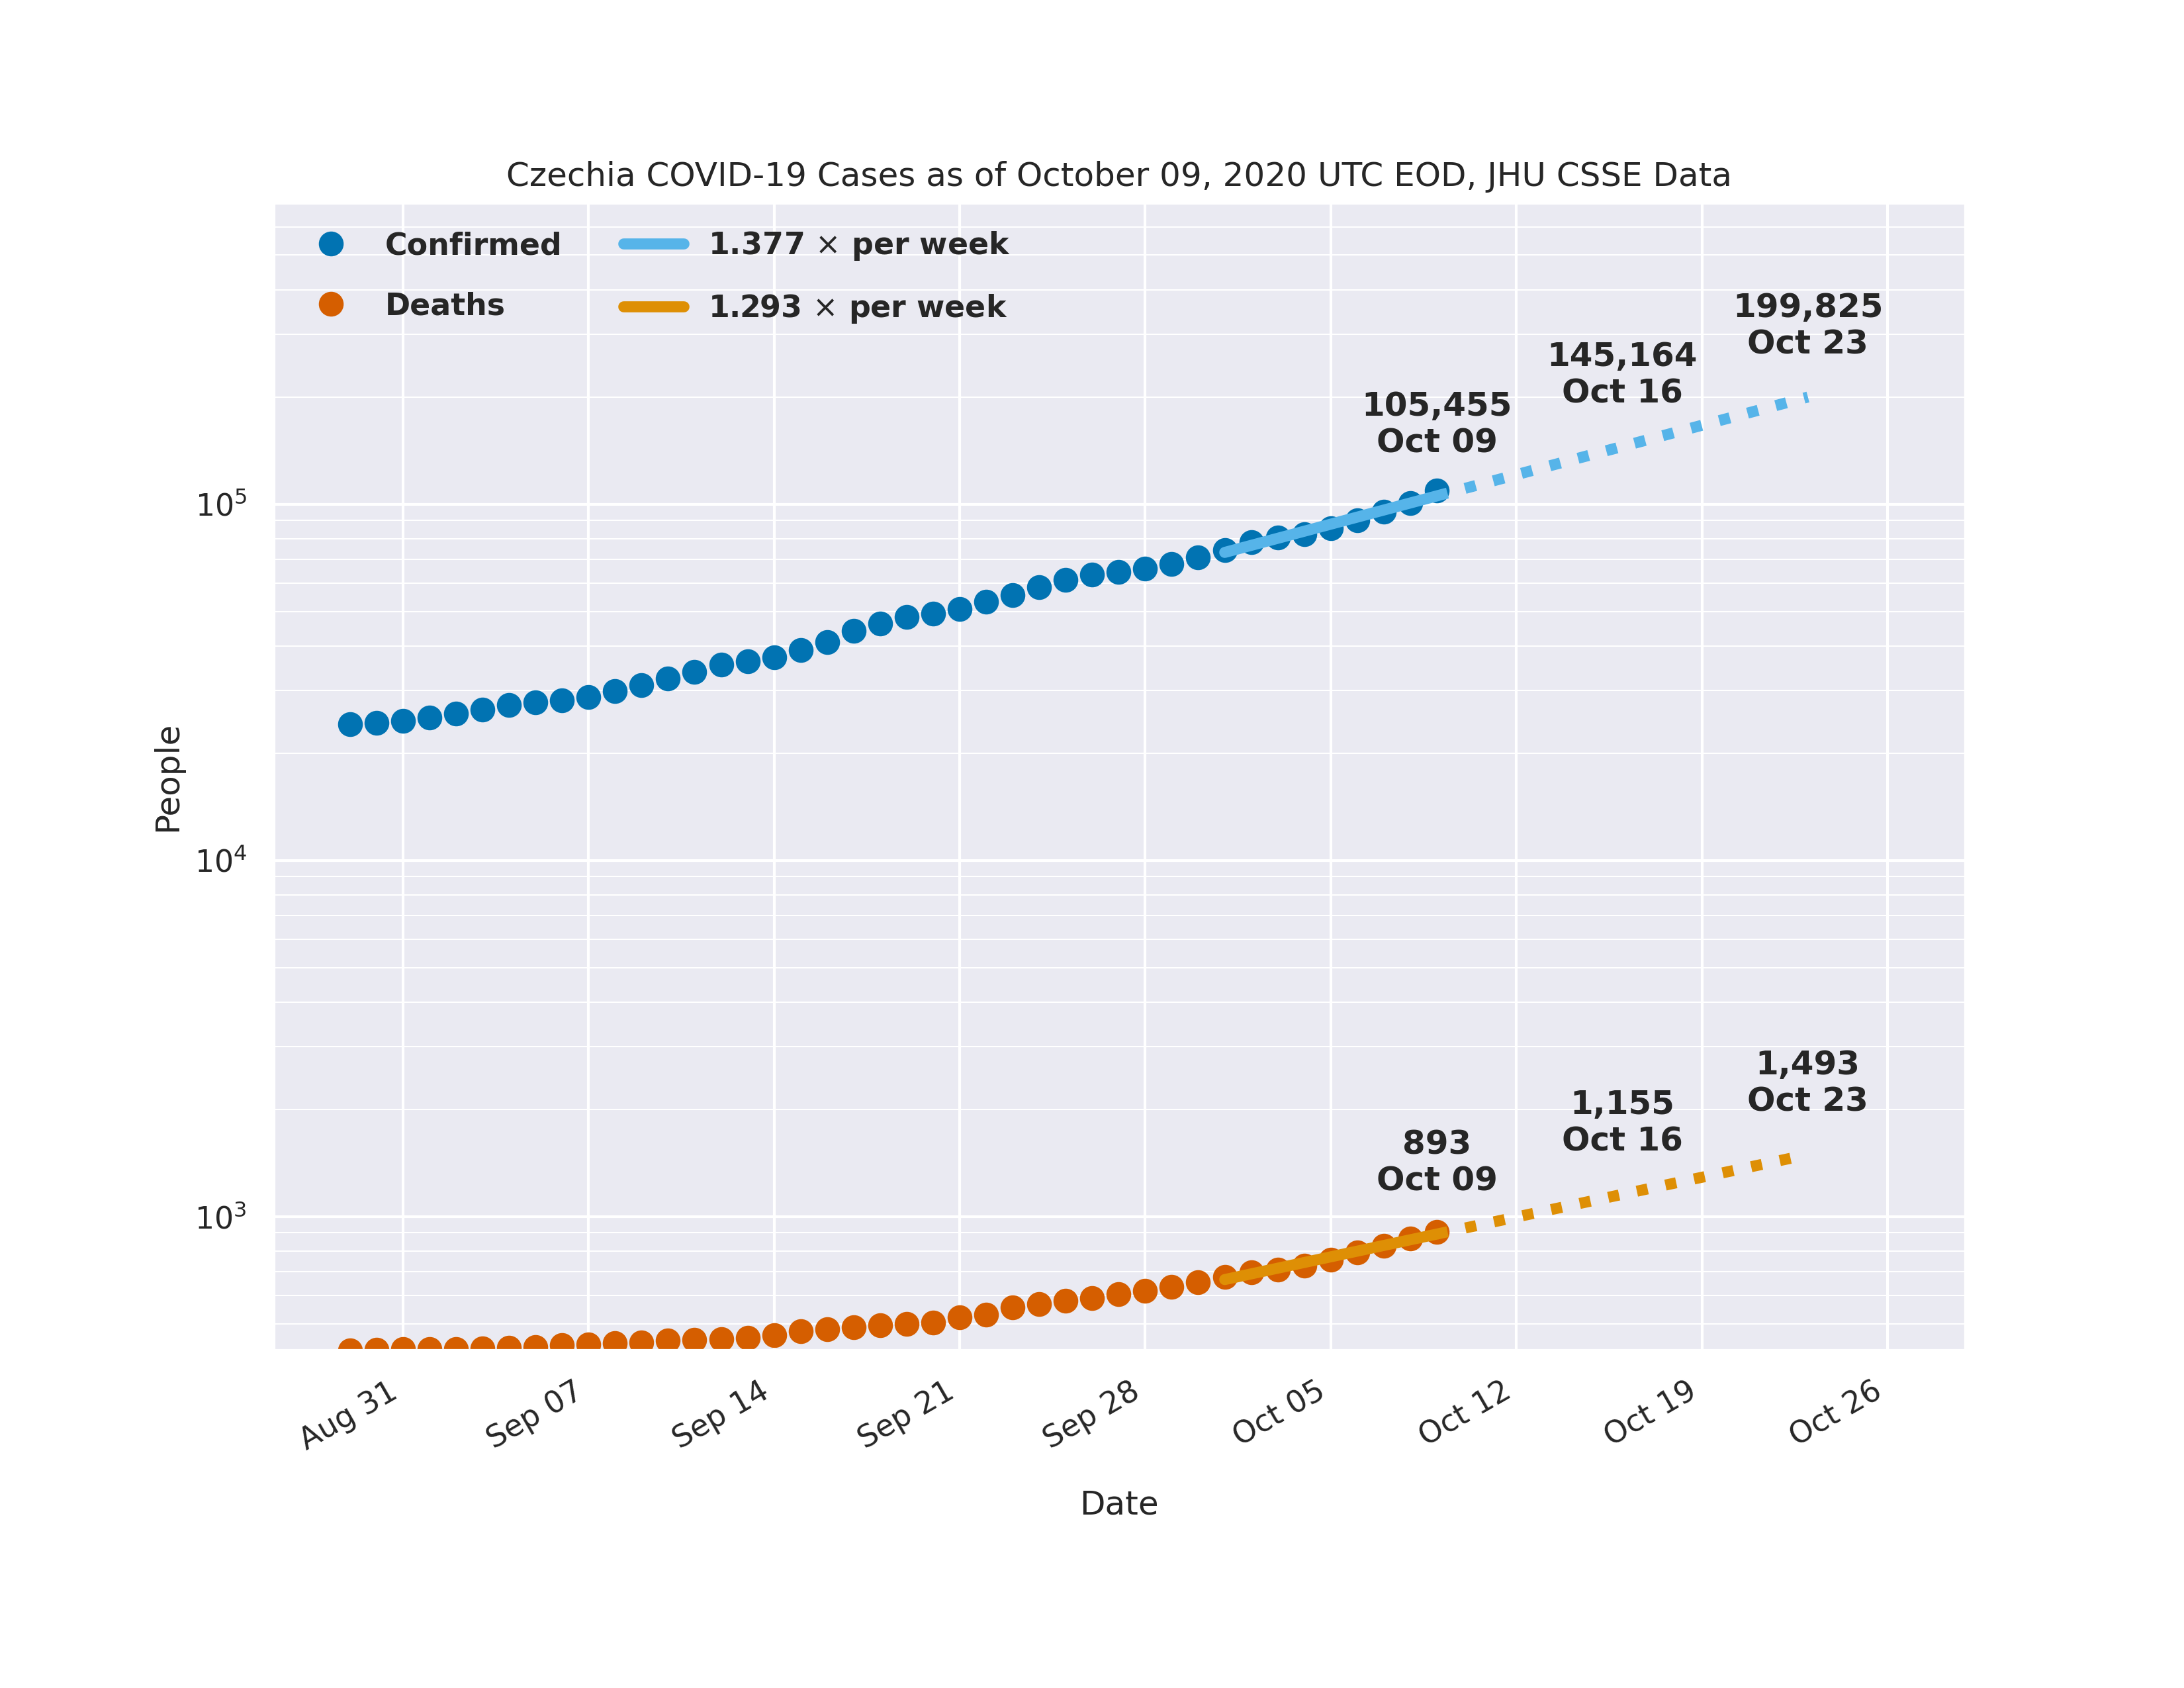 Czechia COVID-19 Cases as of October 09, 2020 UTC EOD, JHU CSSE Data
Confirmed
Deaths
1.377 × per week
1.293 × per week
199,825
Oct 23
145,164
Oct 16
105,455
Oct 09
1,493
Oct 23
1,155
Oct 16
893
Oct 09
People
10⁵
10⁴
10³
Aug 31
Sep 07
Sep 14
Sep 21
Sep 28
Oct 05
Oct 12
Oct 19
Oct 26
Date